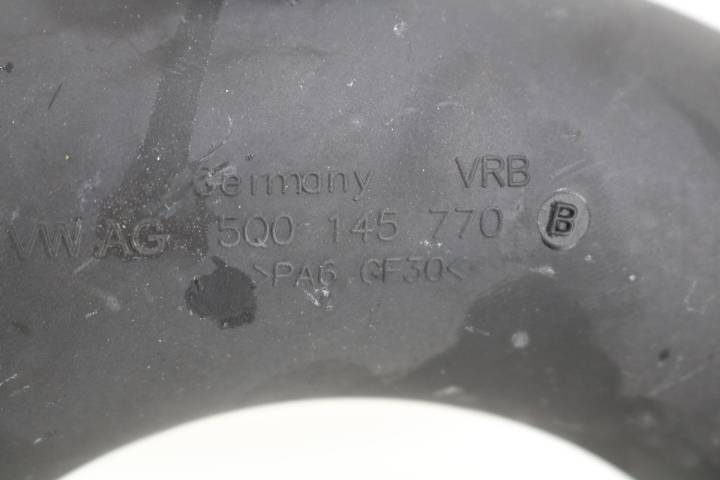 Germany VRB
VW AG 5Q0 145 770 B
>PA6 GF30<